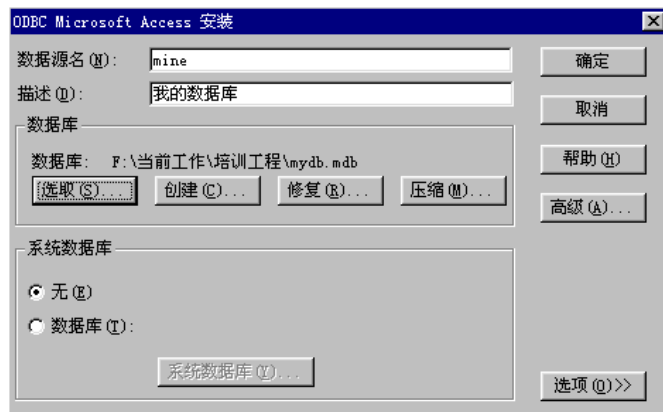 ODBC Microsoft Access 安装
数据源名(N): mine 确定
描述(D): 我的数据库 取消
数据库
数据库: F:\当前工作\培训工程\mydb.mdb 帮助(H)
选取(S)... 创建(C)... 修复(R)... 压缩(M)... 高级(A)...
系统数据库
无(E)
数据库(T):
系统数据库(Y)... 选项(O)>>